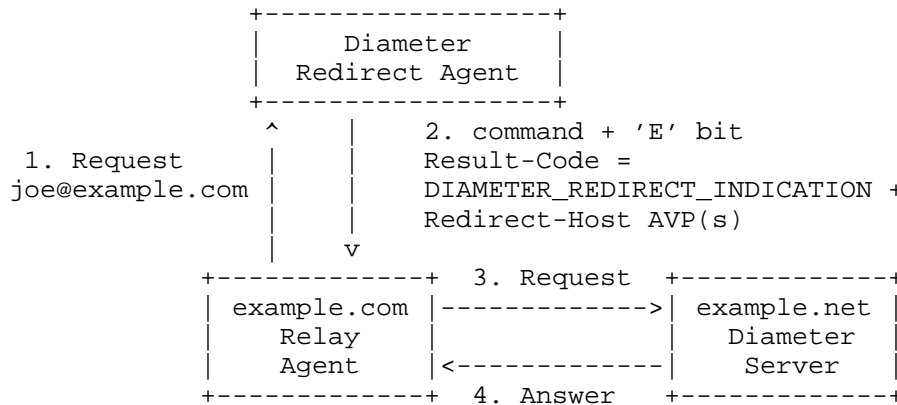 +------------------+
|     Diameter     |
|  Redirect Agent  |
+------------------+
^    |    2. command + 'E' bit
1. Request     |    |    Result-Code =
joe@example.com |    |    DIAMETER_REDIRECT_INDICATION +
|    |    Redirect-Host AVP(s)
|    v
+-------------+  3. Request  +-------------+
| example.com |------------->| example.net |
|    Relay    |              |   Diameter  |
|    Agent    |<-------------|    Server   |
+-------------+  4. Answer   +-------------+